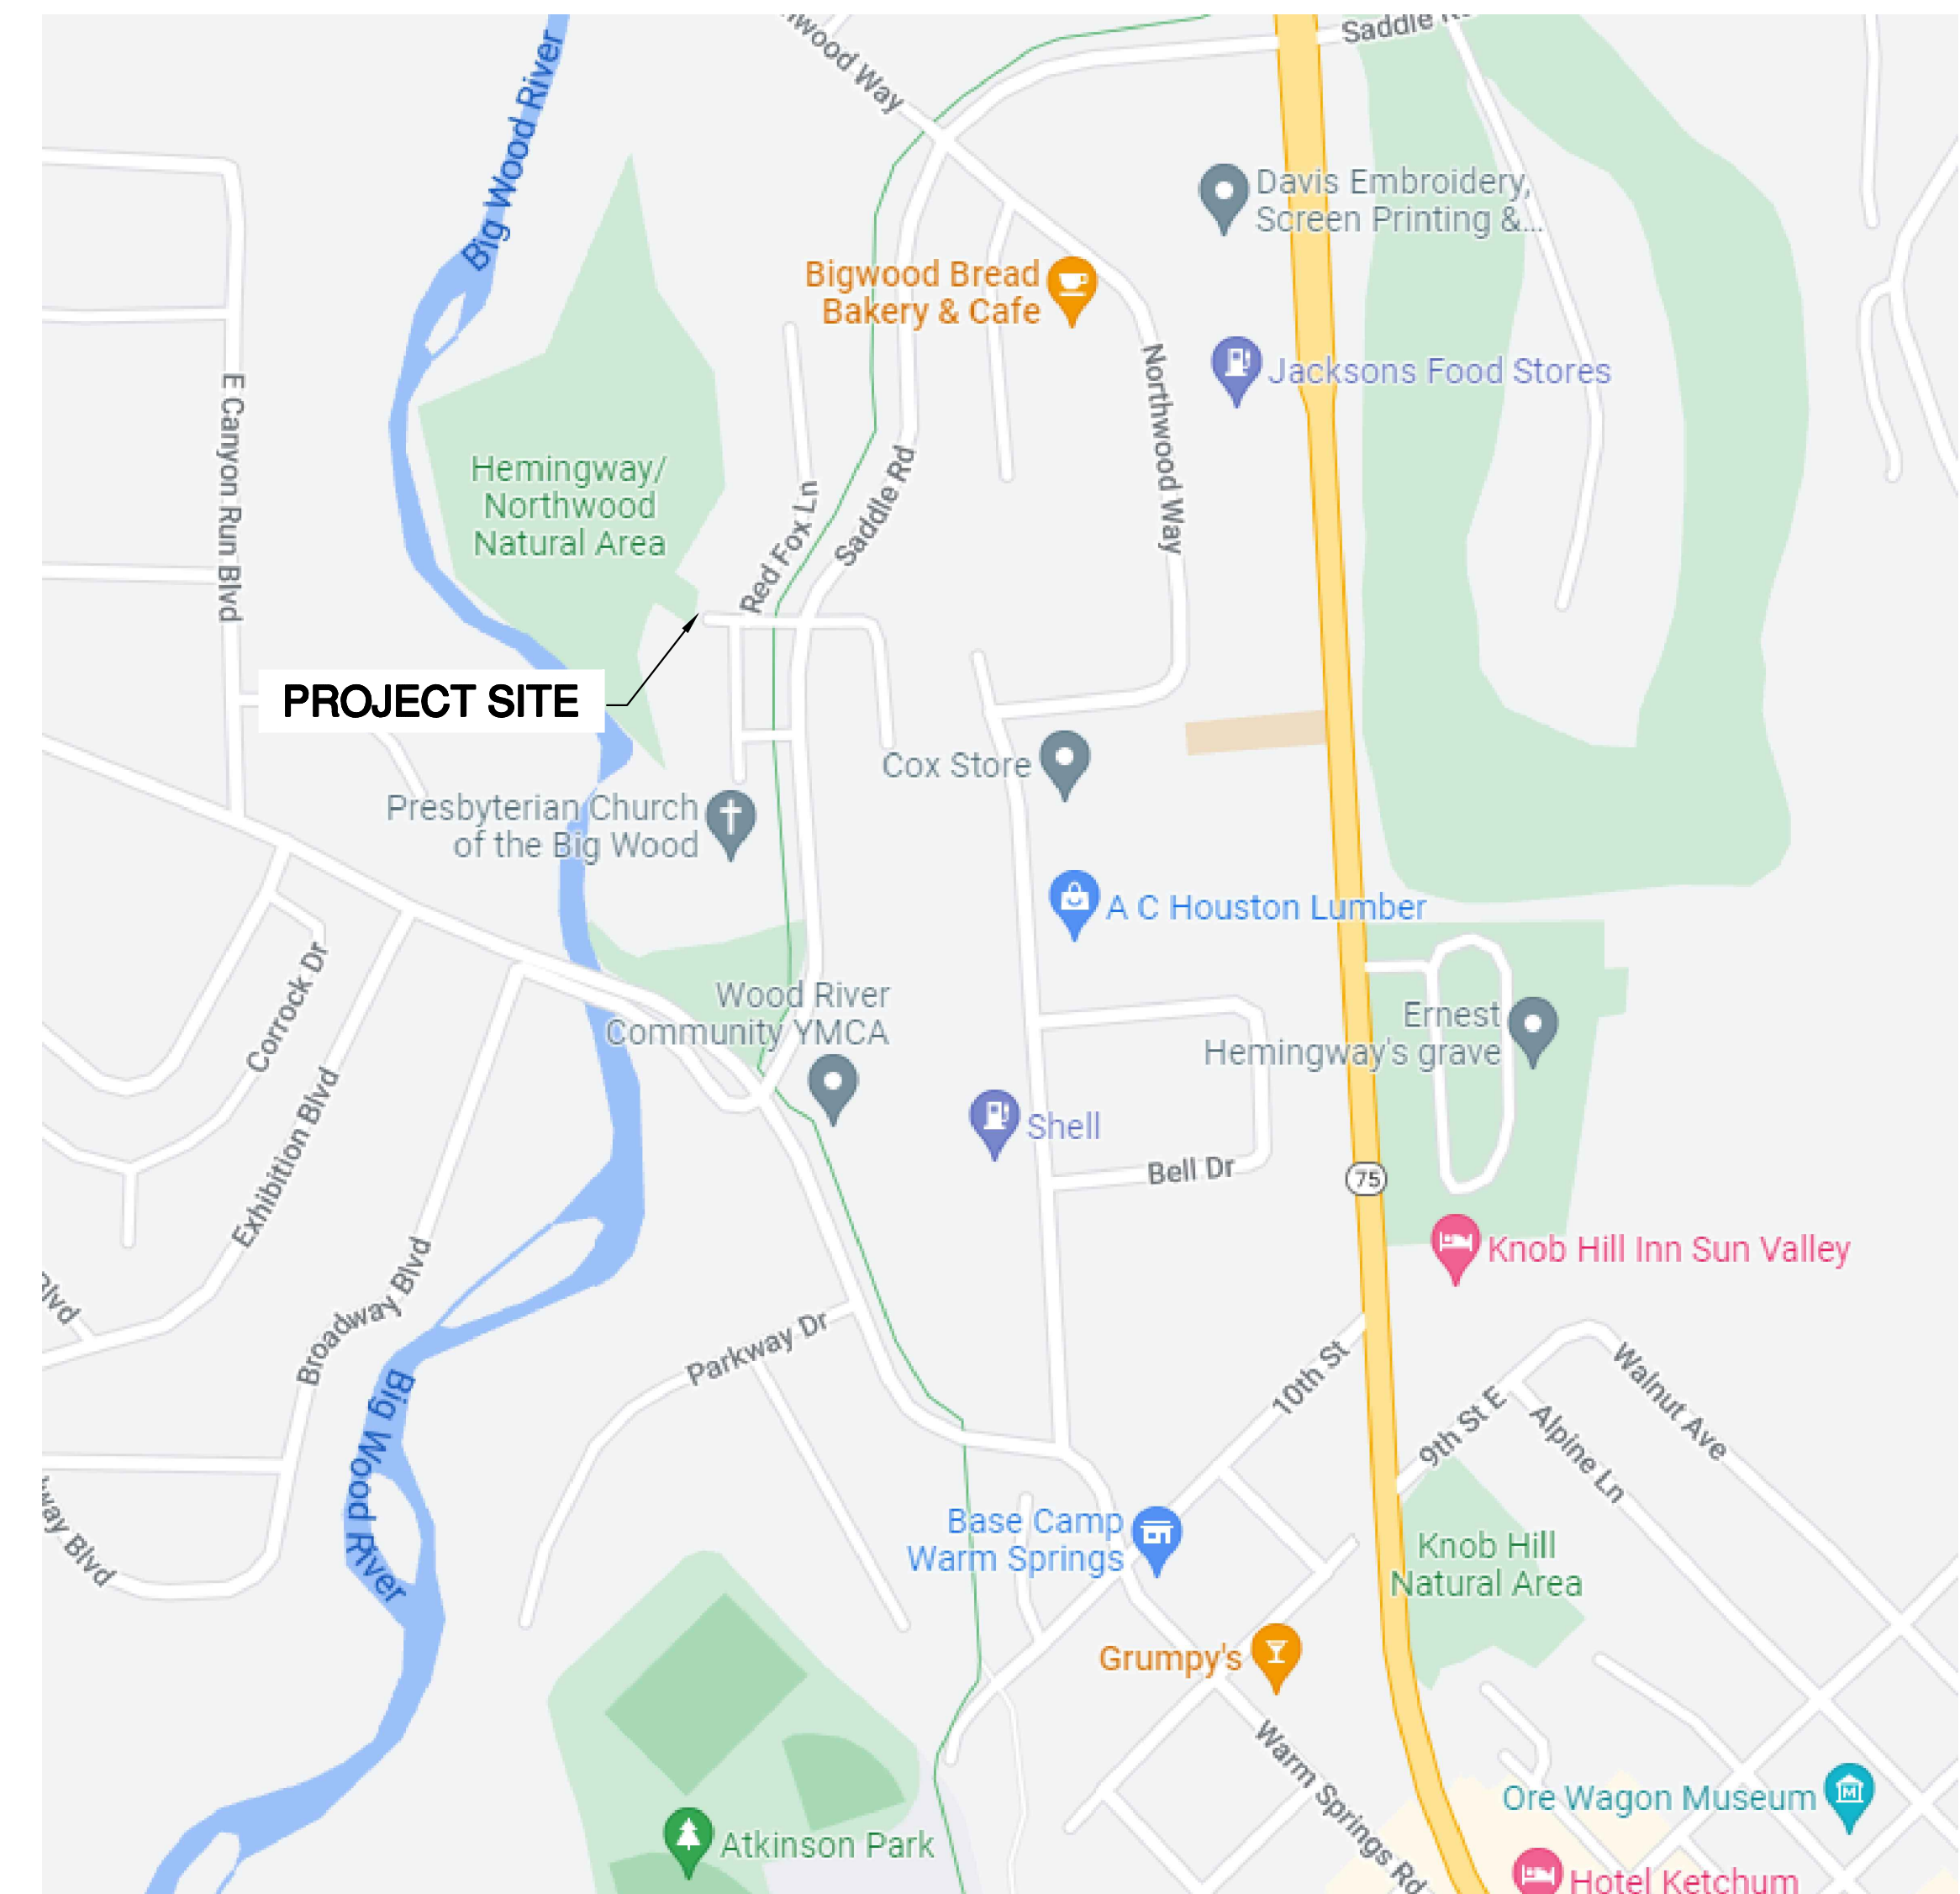 Big Wood River
Northwood Way
Saddle Rd
Davis Embroidery,
Screen Printing &...
Bigwood Bread
Bakery & Cafe
Jacksons Food Stores
E Canyon Run Blvd
Northwood Way
Hemingway/
Northwood
Natural Area
Red Fox Ln
Saddle Rd
PROJECT SITE
Cox Store
Presbyterian Church
of the Big Wood
A C Houston Lumber
Corrock Dr
Wood River
Community YMCA
Ernest
Hemingway's grave
Exhibition Blvd
Shell
Bell Dr
75
Knob Hill Inn Sun Valley
Broadway Blvd
Blvd
Parkway Dr
10th St
Walnut Ave
9th St E
Alpine Ln
Big Wood River
way Blvd
Base Camp
Warm Springs
Knob Hill
Natural Area
Grumpy's
Warm Springs Rd
Ore Wagon Museum
Atkinson Park
Hotel Ketchum